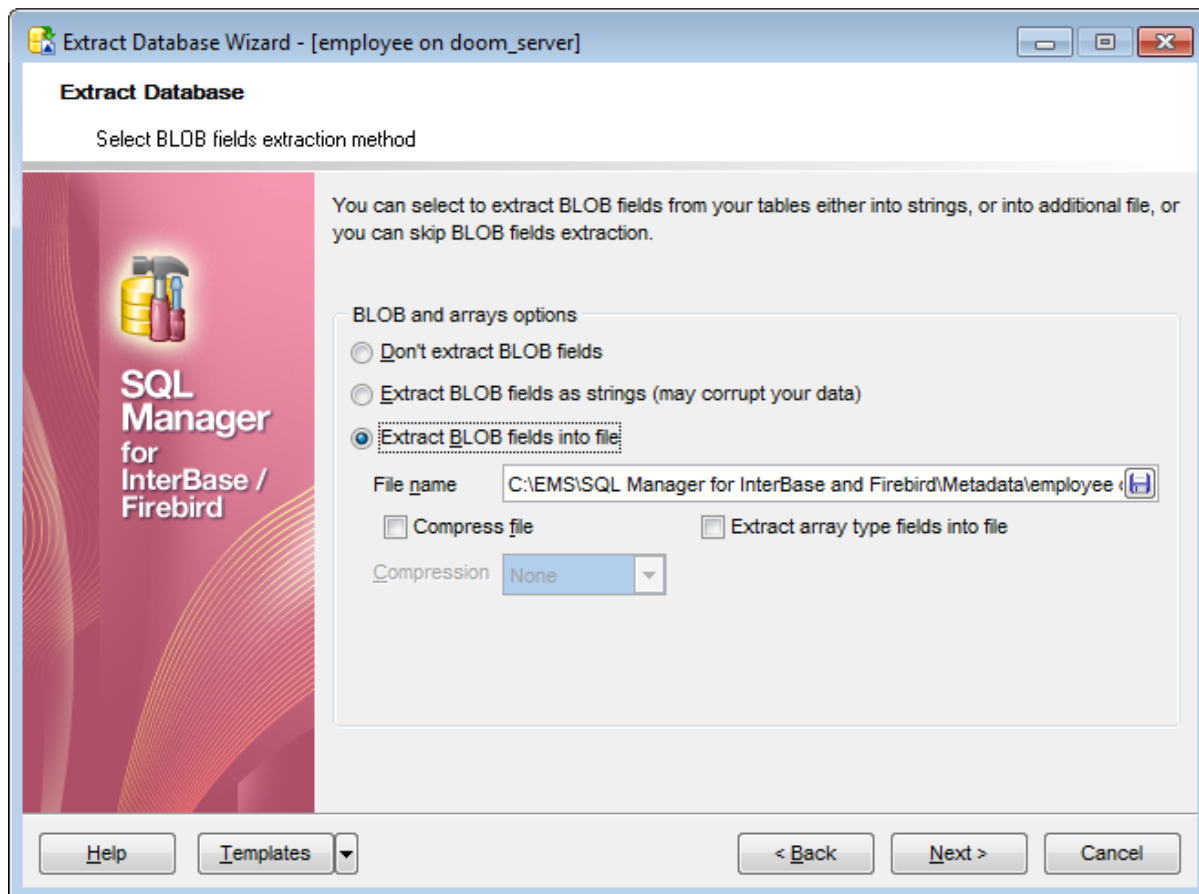 Extract Database Wizard - [employee on doom_server]
Extract Database
Select BLOB fields extraction method
You can select to extract BLOB fields from your tables either into strings, or into additional file, or
you can skip BLOB fields extraction.
SQL
Manager
for
InterBase /
Firebird
BLOB and arrays options
Don't extract BLOB fields
Extract BLOB fields as strings (may corrupt your data)
Extract BLOB fields into file
File name C:\EMS\SQL Manager for InterBase and Firebird\Metadata\employee
Compress file Extract array type fields into file
Compression None
Help Templates < Back Next > Cancel